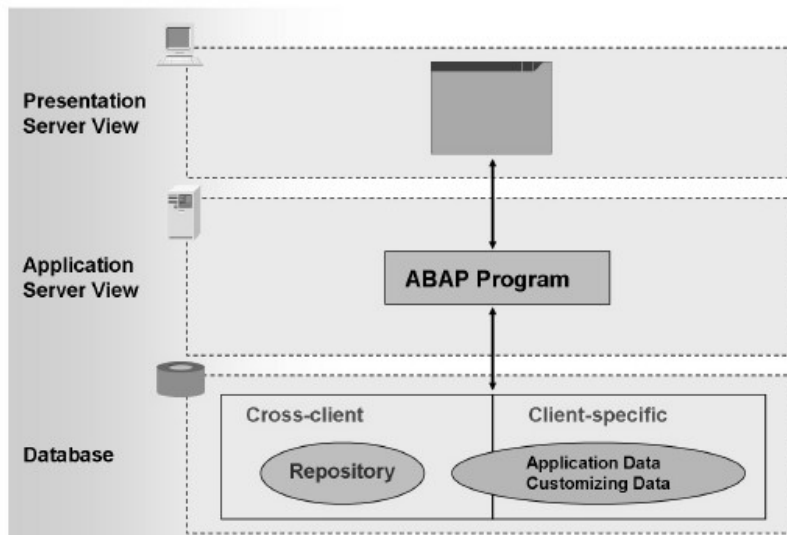 Presentation
Server View
Application
Server View
ABAP Program
Database
Cross-client
Client-specific
Repository
Application Data
Customizing Data